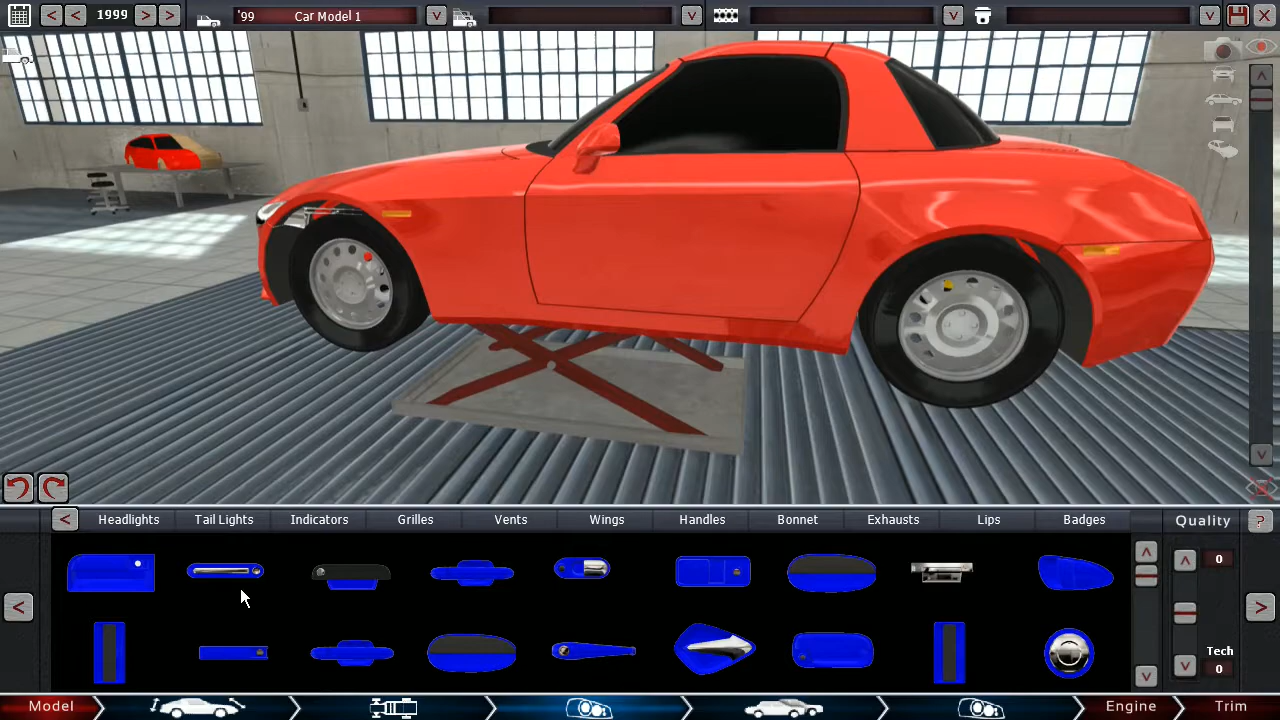 1999 '99 Car Model 1
Headlights Tail Lights Indicators Grilles Vents Wings Handles Bonnet Exhausts Lips Badges Quality ?
0
Tech
0
Model Engine Trim